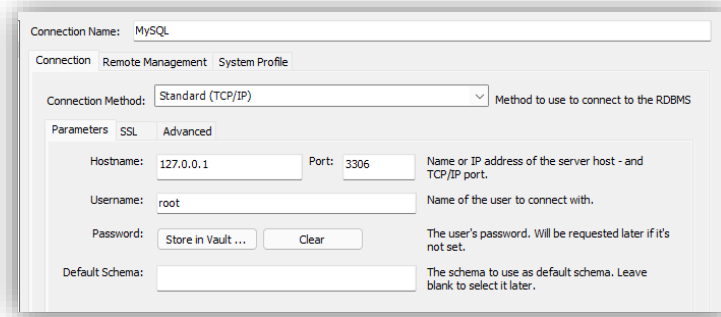 Connection Name: MySQL
Connection Remote Management System Profile
Connection Method: Standard (TCP/IP) Method to use to connect to the RDBMS
Parameters SSL Advanced
Hostname: 127.0.0.1 Port: 3306 Name or IP address of the server host - and
TCP/IP port.
Username: root Name of the user to connect with.
Password: Store in Vault ... Clear The user's password. Will be requested later if it's
not set.
Default Schema: The schema to use as default schema. Leave
blank to select it later.